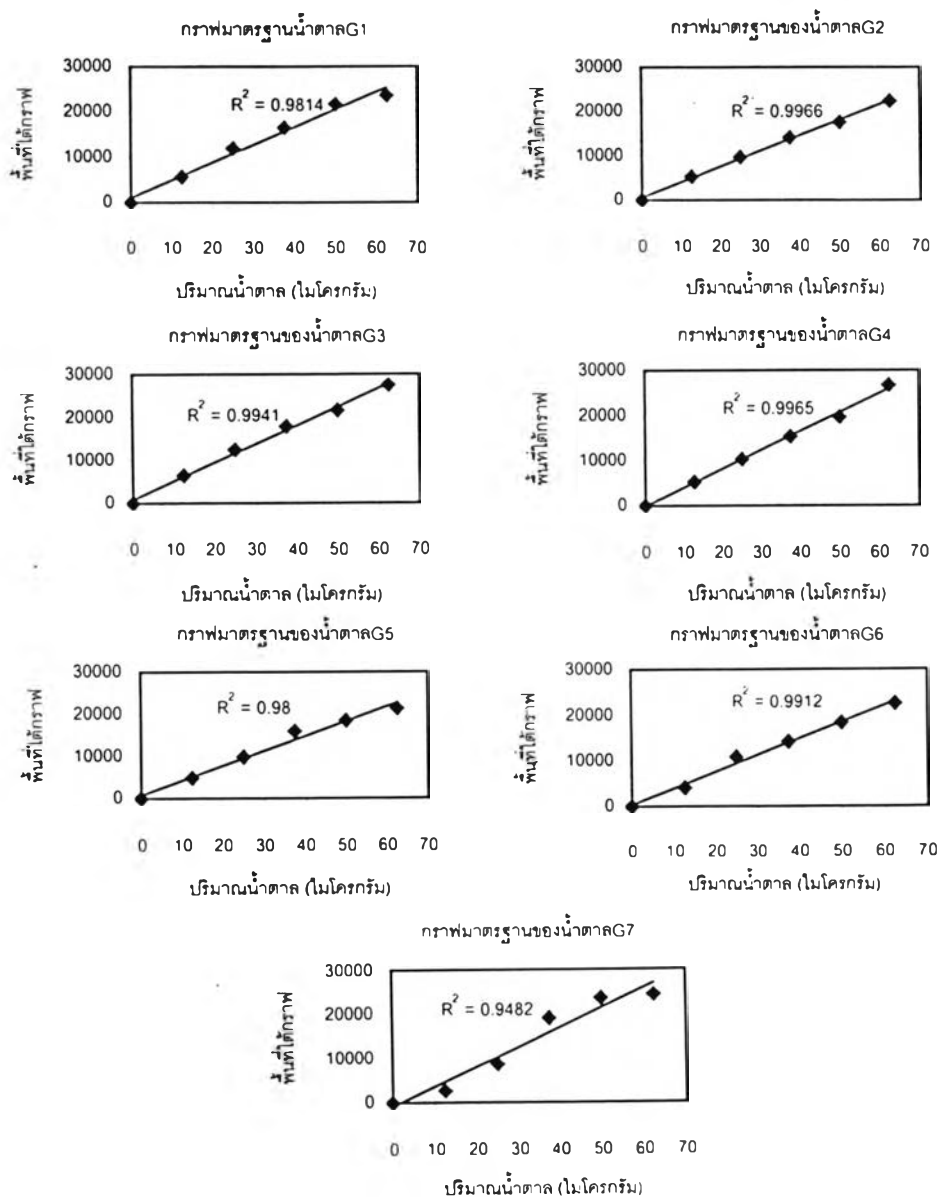 กราฟมาตรฐานน้ำตาลG1
30000
20000
10000
0
R² = 0.9814
พื้นที่ใต้กราฟ
0 10 20 30 40 50 60 70
ปริมาณน้ำตาล (ไมโครกรัม)
กราฟมาตรฐานของน้ำตาลG2
30000
20000
10000
0
R² = 0.9966
พื้นที่ใต้กราฟ
0 10 20 30 40 50 60 70
ปริมาณน้ำตาล (ไมโครกรัม)
กราฟมาตรฐานของน้ำตาลG3
30000
20000
10000
0
R² = 0.9941
พื้นที่ใต้กราฟ
0 10 20 30 40 50 60 70
ปริมาณน้ำตาล (ไมโครกรัม)
กราฟมาตรฐานของน้ำตาลG4
30000
20000
10000
0
R² = 0.9965
พื้นที่ใต้กราฟ
0 10 20 30 40 50 60 70
ปริมาณน้ำตาล (ไมโครกรัม)
กราฟมาตรฐานของน้ำตาลG5
30000
20000
10000
0
R² = 0.98
พื้นที่ใต้กราฟ
0 10 20 30 40 50 60 70
ปริมาณน้ำตาล (ไมโครกรัม)
กราฟมาตรฐานของน้ำตาลG6
30000
20000
10000
0
R² = 0.9912
พื้นที่ใต้กราฟ
0 10 20 30 40 50 60 70
ปริมาณน้ำตาล (ไมโครกรัม)
กราฟมาตรฐานของน้ำตาลG7
30000
20000
10000
0
R² = 0.9482
พื้นที่ใต้กราฟ
0 10 20 30 40 50 60 70
ปริมาณน้ำตาล (ไมโครกรัม)